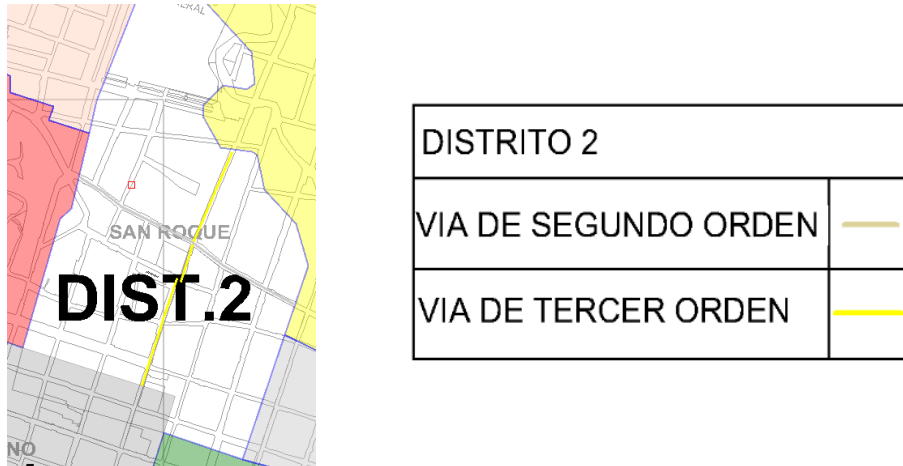 SAN ROQUE
DIST.2
NO
DISTRITO 2
VIA DE SEGUNDO ORDEN
VIA DE TERCER ORDEN